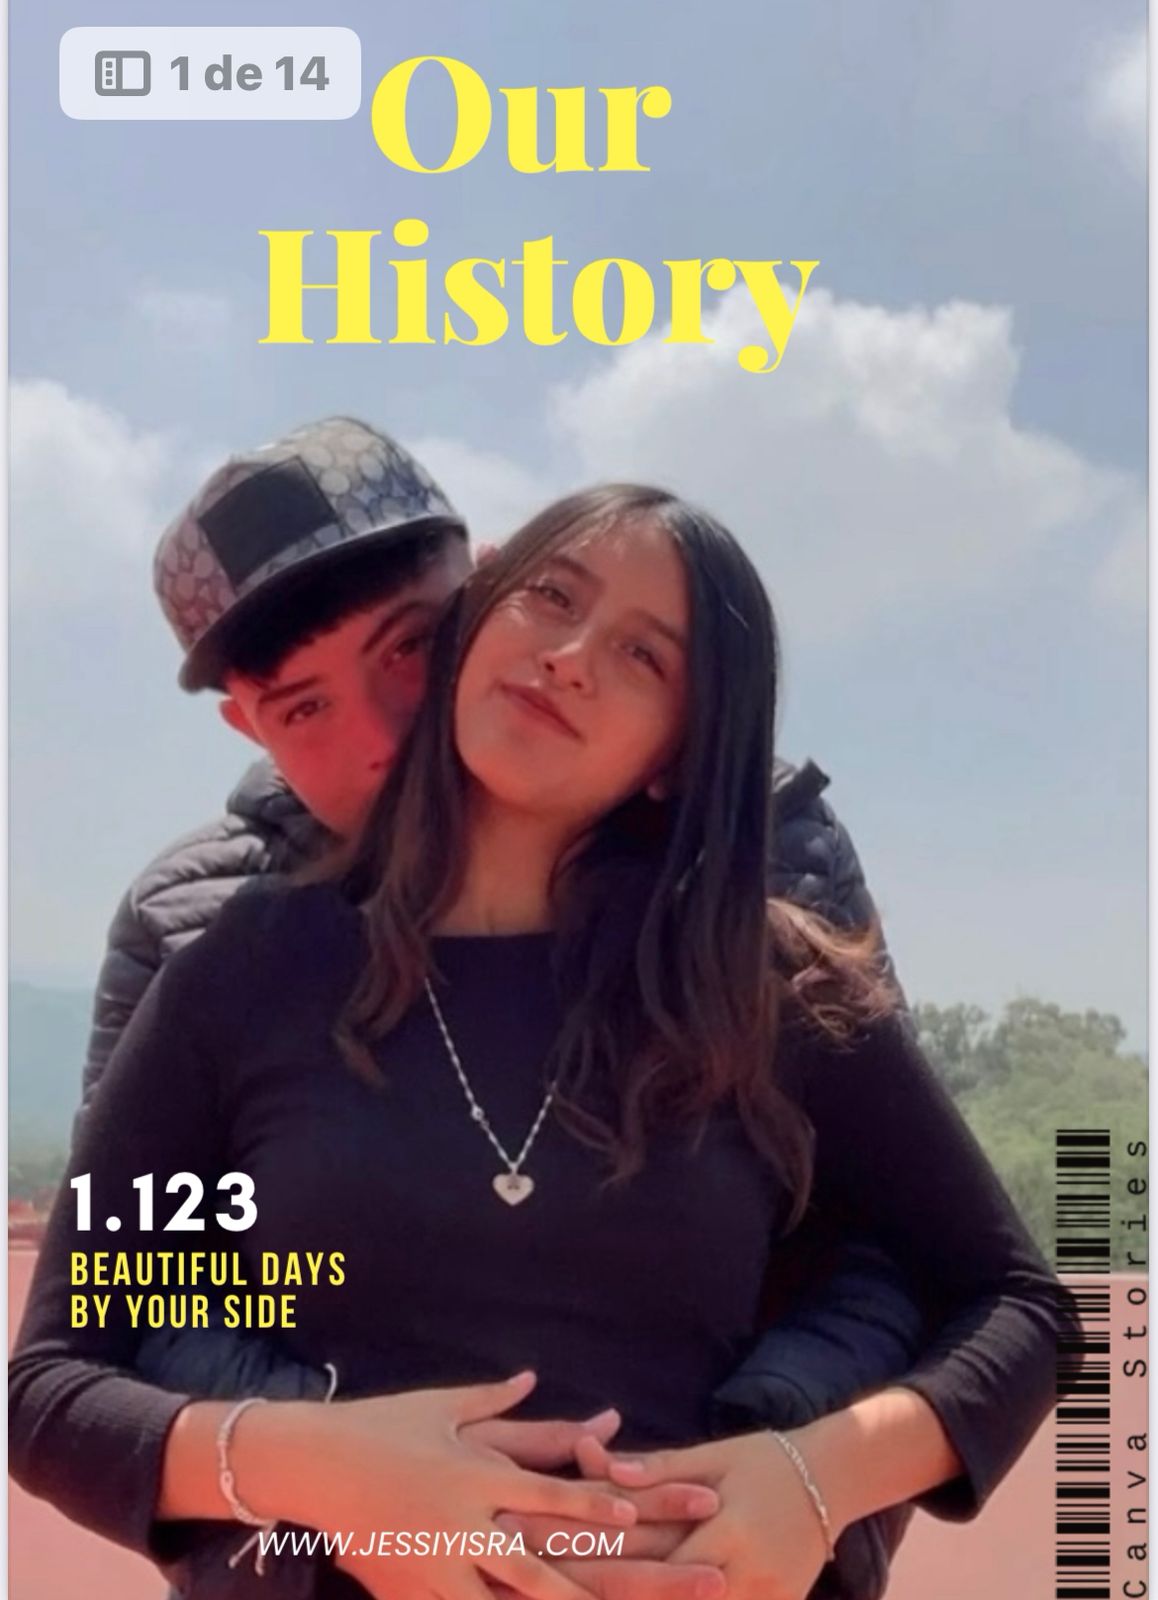 1 de 14
Our
History
1.123
BEAUTIFUL DAYS
BY YOUR SIDE
WWW.JESSIYISRA .COM
Canva Stories